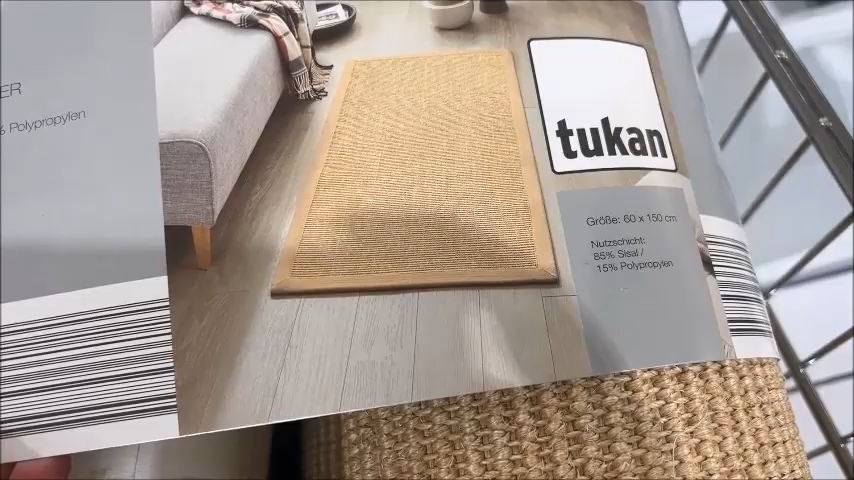 ER
% Polypropylen
tukan
Größe: 60 x 150 cm
Nutzschicht:
85% Sisal /
15% Polypropylen